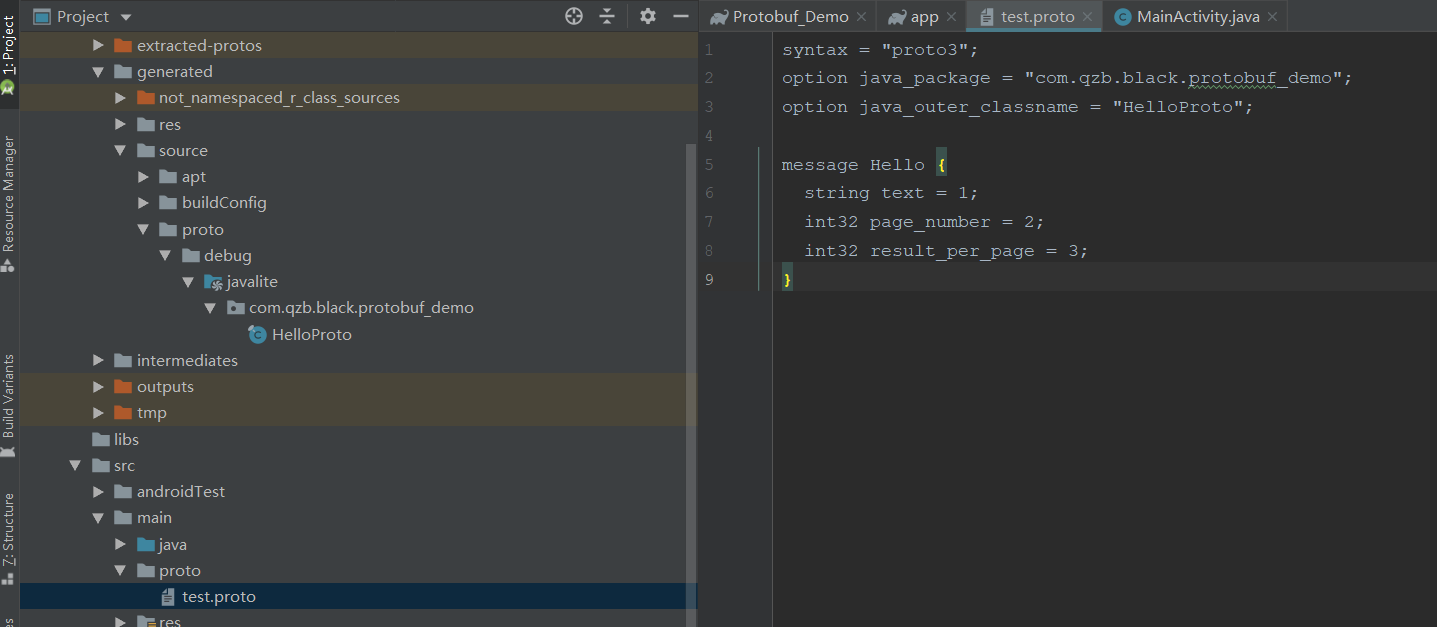 Project
extracted-protos
generated
not_namespaced_r_class_sources
res
source
apt
buildConfig
proto
debug
javalite
com.qzb.black.protobuf_demo
HelloProto
intermediates
outputs
tmp
libs
src
androidTest
main
java
proto
test.proto
res
1: Project
Resource Manager
Build Variants
Z: Structure
Protobuf_Demo
app
test.proto
MainActivity.java
1 syntax = "proto3";
2 option java_package = "com.qzb.black.protobuf_demo";
3 option java_outer_classname = "HelloProto";
4
5 message Hello {
6 string text = 1;
7 int32 page_number = 2;
8 int32 result_per_page = 3;
9 }